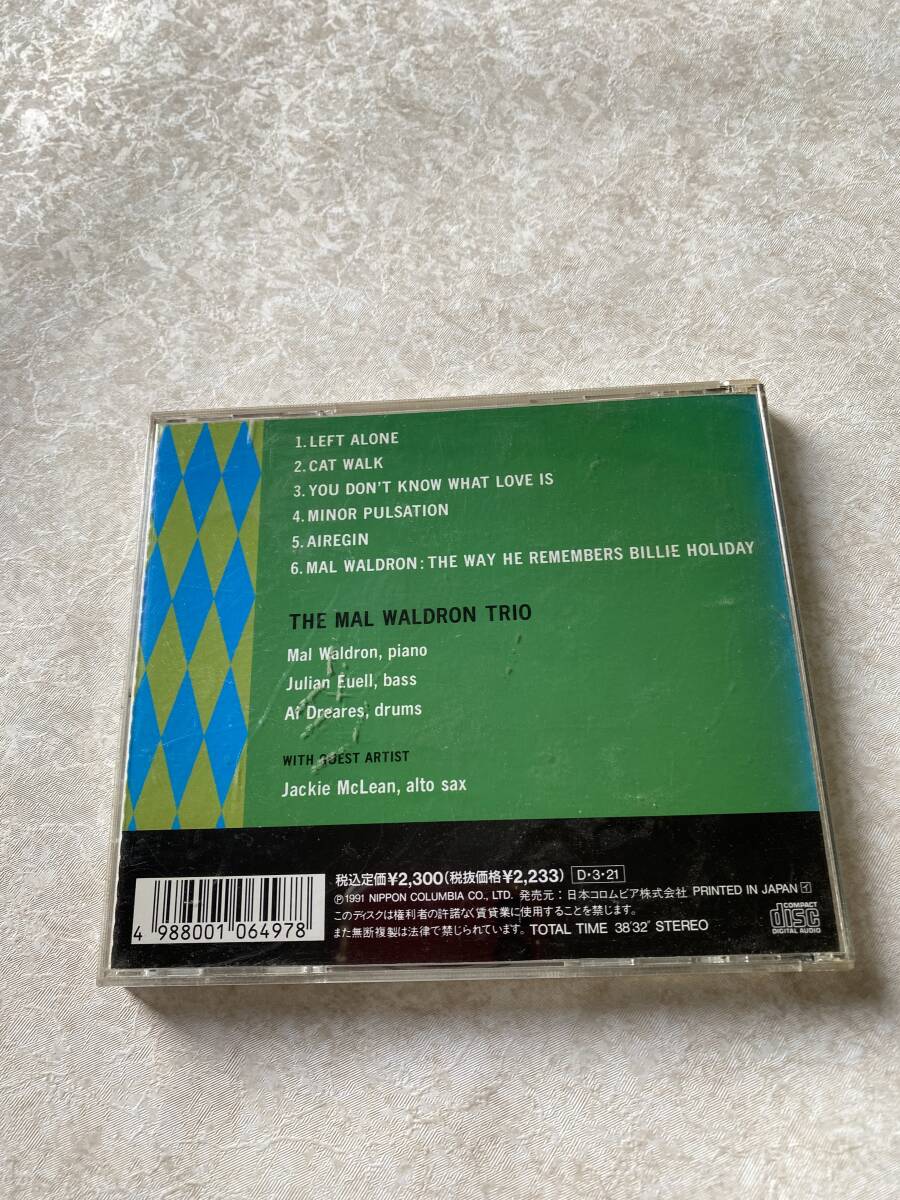 1. LEFT ALONE
2. CAT WALK
3. YOU DON'T KNOW WHAT LOVE IS
4. MINOR PULSATION
5. AIREGIN
6. MAL WALDRON: THE WAY HE REMEMBERS BILLIE HOLIDAY
THE MAL WALDRON TRIO
Mal Waldron, piano
Julian Euell, bass
Al Dreares, drums
WITH GUEST ARTIST
Jackie McLean, alto sax
税込定価¥2,300(税抜価格¥2,233) D・3・21
Ⓟ1991 NIPPON COLUMBIA CO., LTD. 発売元：日本コロムビア株式会社 PRINTED IN JAPAN
このディスクは権利者の許諾なく賃貸業に使用することを禁じます。
また無断複製は法律で禁じられています。TOTAL TIME 38'32" STEREO
4 988001 064978
COMPACT
disc
DIGITAL AUDIO